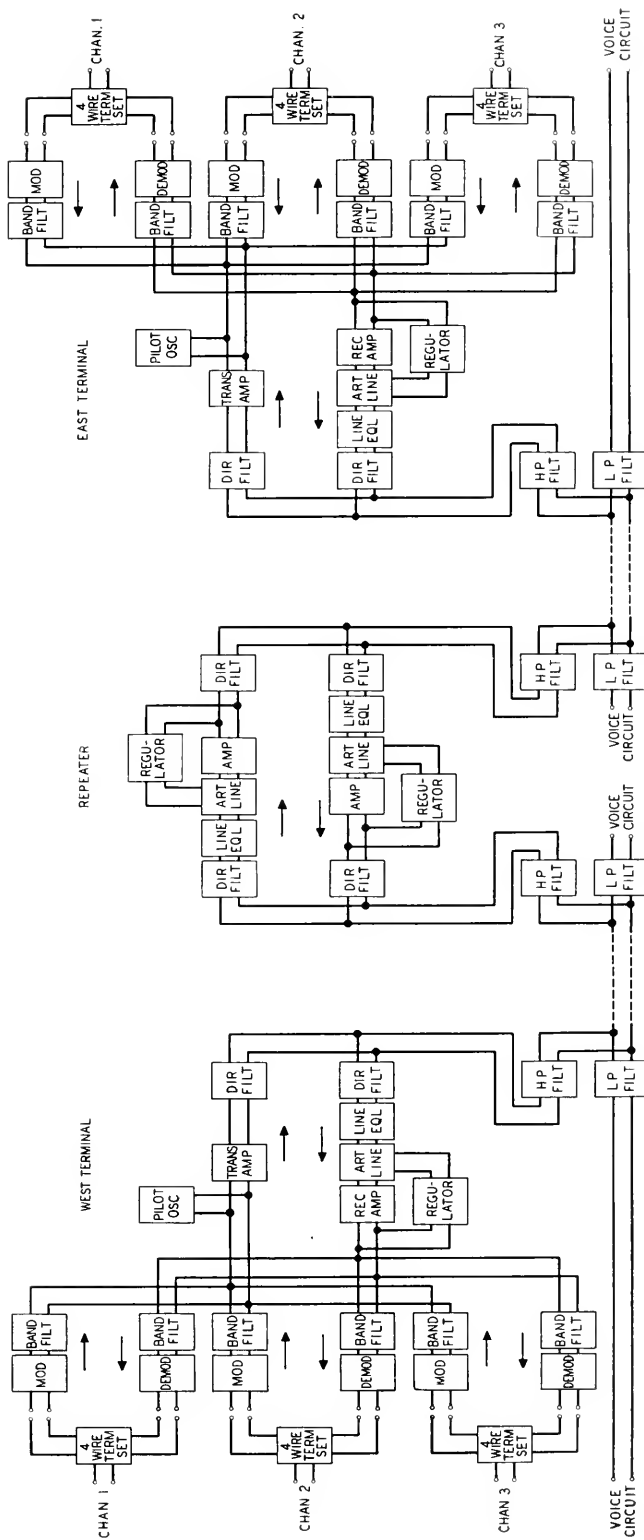 WEST TERMINAL
CHAN 1
4
WIRE
TERM
SET
MOD
BAND
FILT
DEMOD
BAND
FILT
CHAN 2
4
WIRE
TERM
SET
MOD
BAND
FILT
DEMOD
BAND
FILT
CHAN 3
4
WIRE
TERM
SET
MOD
BAND
FILT
DEMOD
BAND
FILT
PILOT
OSC
TRANS
AMP
DIR
FILT
REC
AMP
ART
LINE
LINE
EQL
DIR
FILT
REGU-
LATOR
HP
FILT
LP
FILT
VOICE
CIRCUIT
REPEATER
REGU-
LATOR
DIR
FILT
LINE
EQL
ART
LINE
AMP
DIR
FILT
DIR
FILT
AMP
ART
LINE
LINE
EQL
DIR
FILT
REGU-
LATOR
HP
FILT
LP
FILT
VOICE
CIRCUIT
VOICE
CIRCUIT
HP
FILT
LP
FILT
EAST TERMINAL
PILOT
OSC
DIR
FILT
TRANS
AMP
DIR
FILT
LINE
EQL
ART
LINE
REC
AMP
REGU-
LATOR
HP
FILT
LP
FILT
BAND
FILT
MOD
BAND
FILT
DEMOD
4
WIRE
TERM
SET
CHAN. 1
BAND
FILT
MOD
BAND
FILT
DEMOD
4
WIRE
TERM
SET
CHAN. 2
BAND
FILT
MOD
BAND
FILT
DEMOD
4
WIRE
TERM
SET
CHAN 3
VOICE
CIRCUIT